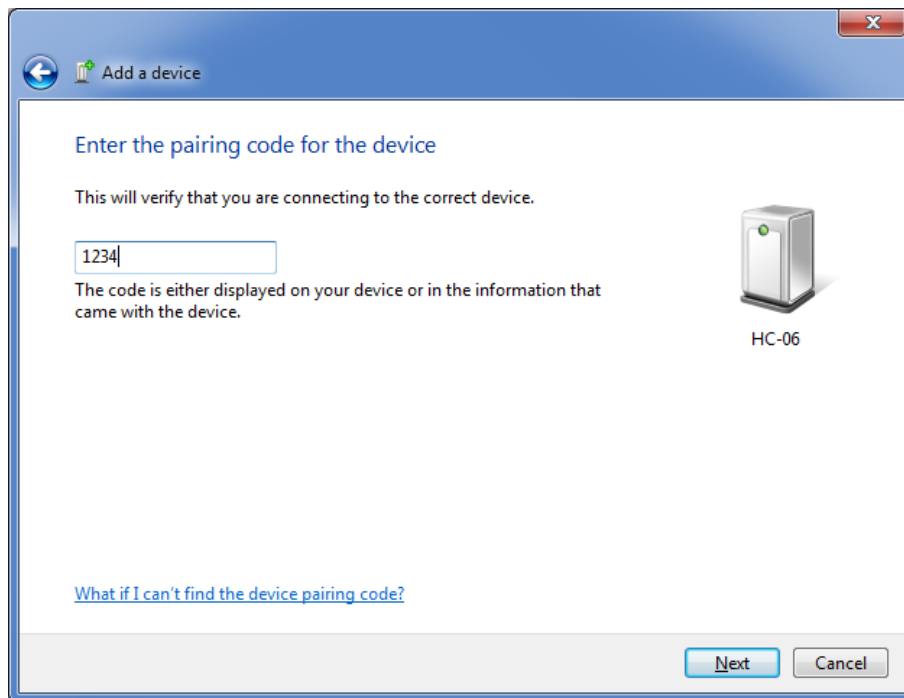 Add a device
Enter the pairing code for the device
This will verify that you are connecting to the correct device.
1234
The code is either displayed on your device or in the information that
came with the device.
HC-06
What if I can't find the device pairing code?
Next
Cancel